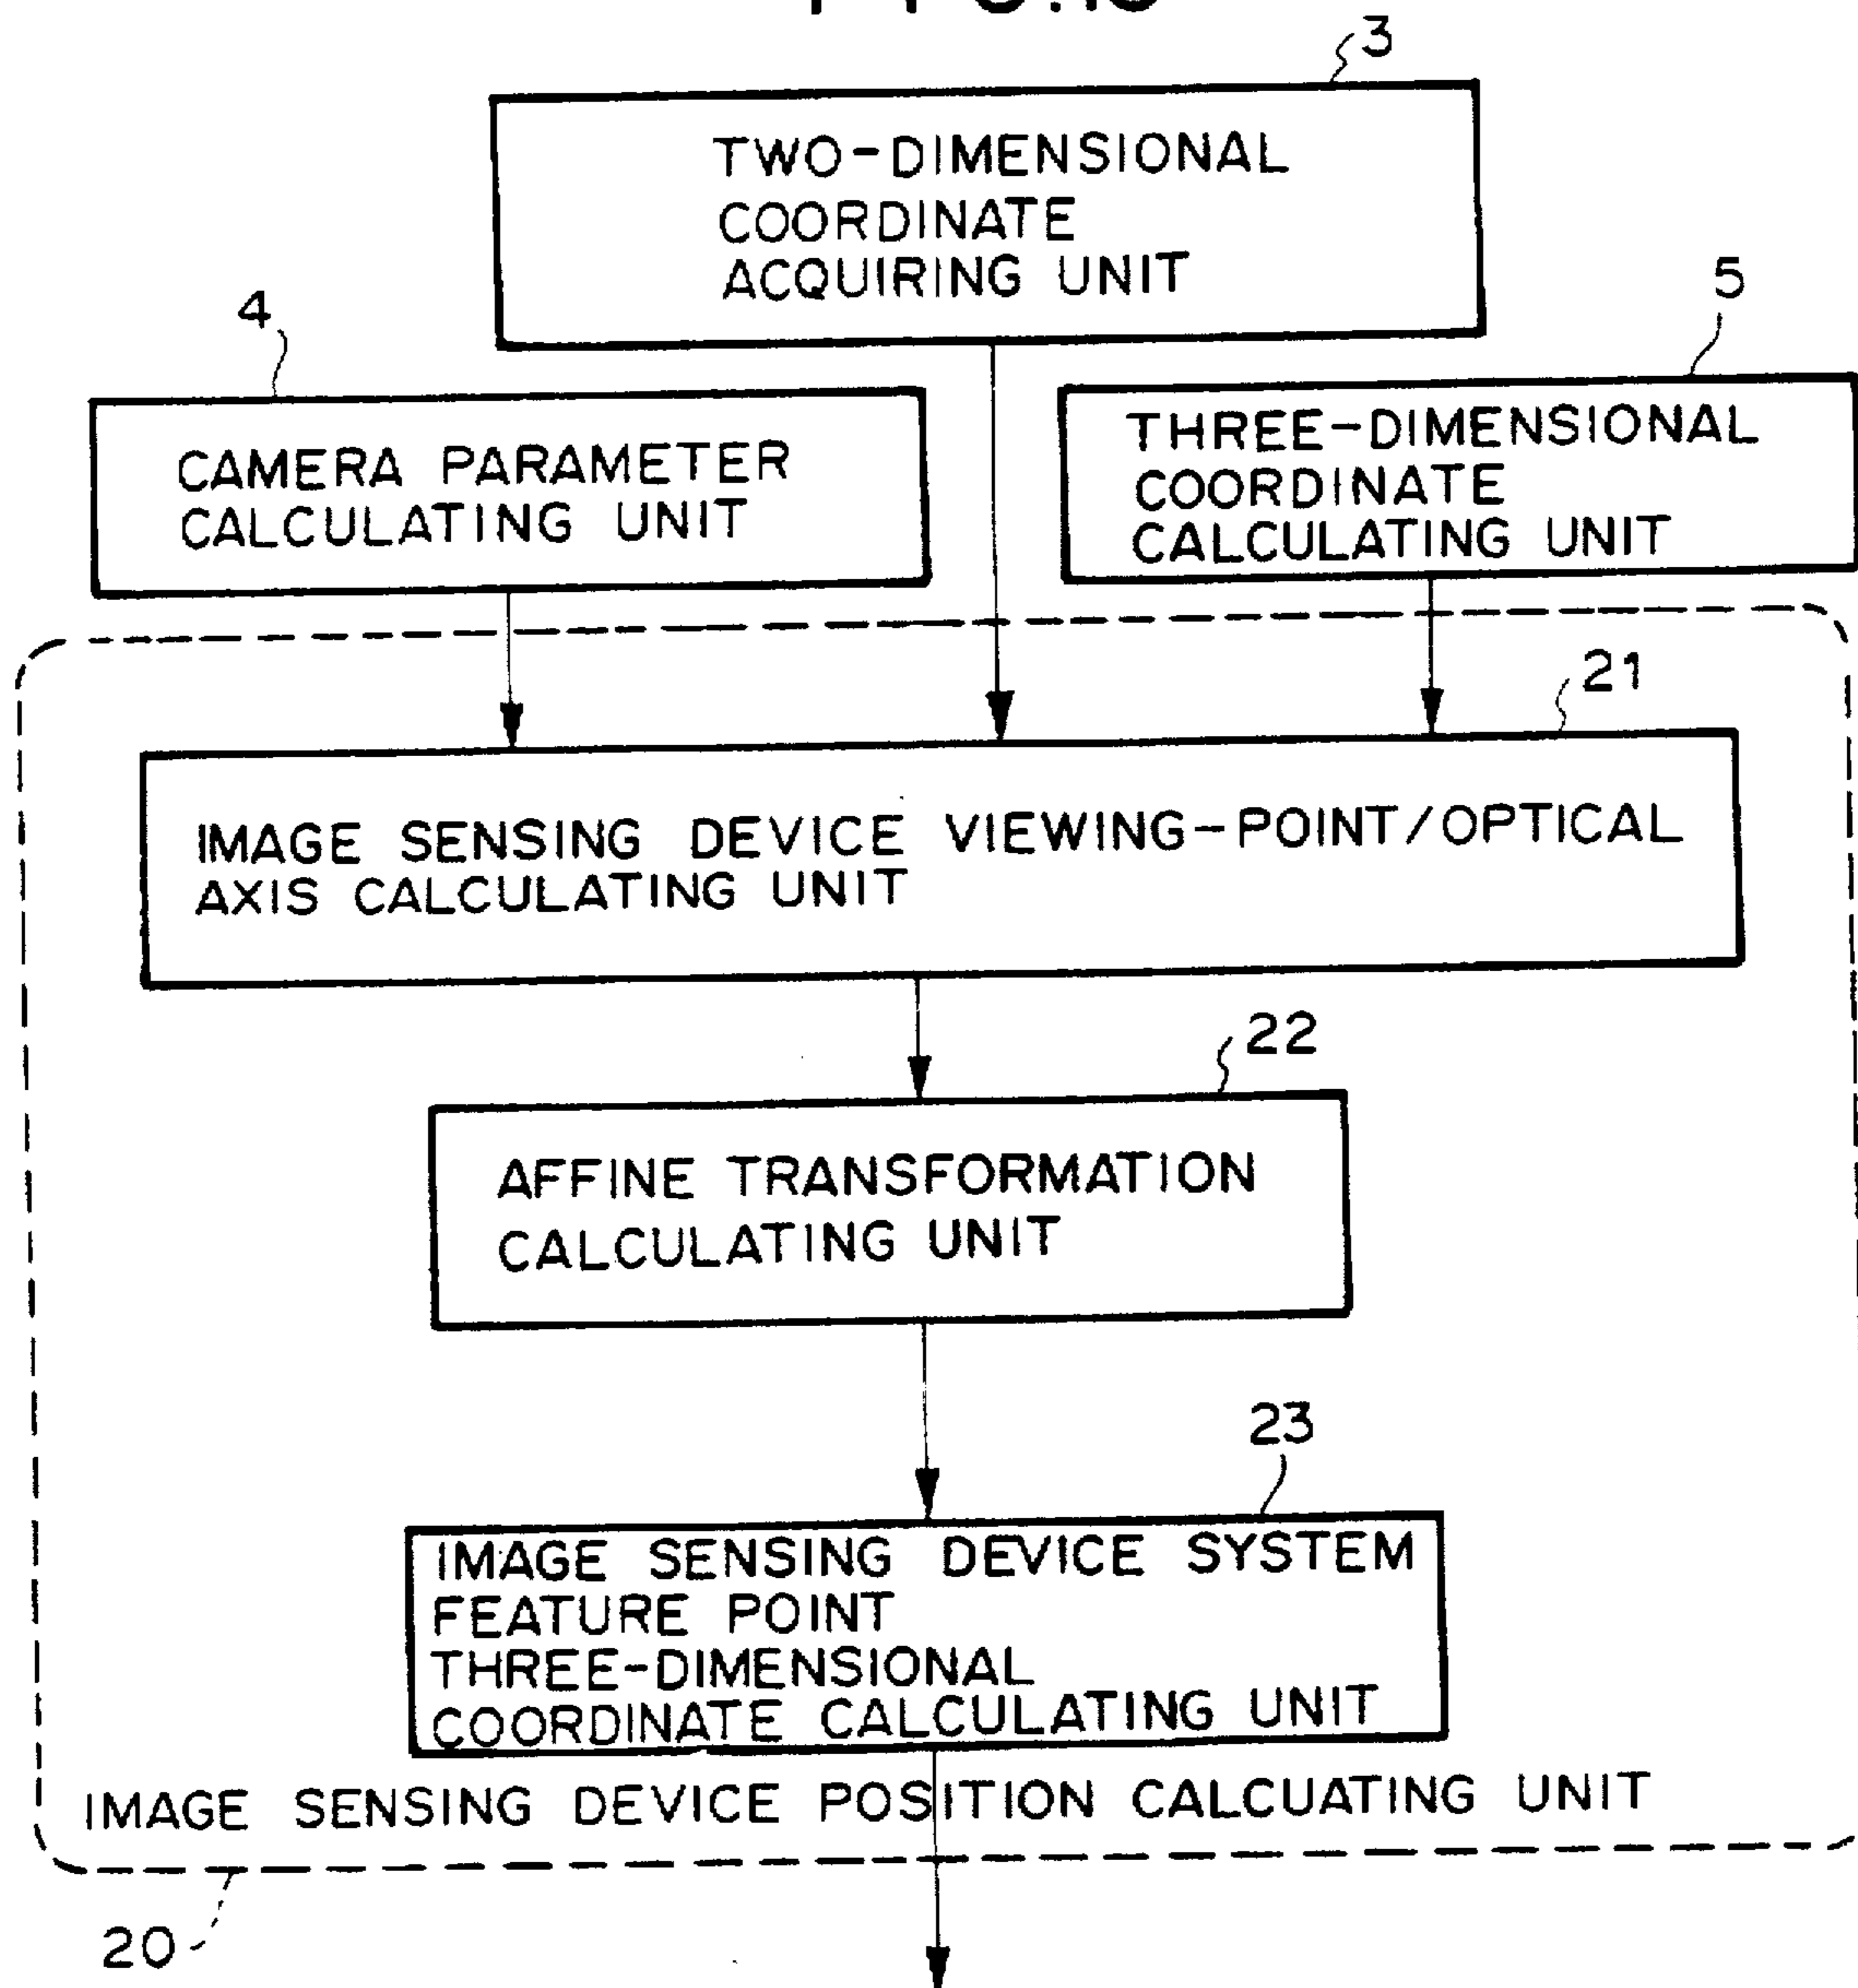 3
TWO-DIMENSIONAL
COORDINATE
ACQUIRING UNIT
4
CAMERA PARAMETER
CALCULATING UNIT
5
THREE-DIMENSIONAL
COORDINATE
CALCULATING UNIT
21
IMAGE SENSING DEVICE VIEWING-POINT/OPTICAL
AXIS CALCULATING UNIT
22
AFFINE TRANSFORMATION
CALCULATING UNIT
23
IMAGE SENSING DEVICE SYSTEM
FEATURE POINT
THREE-DIMENSIONAL
COORDINATE CALCULATING UNIT
IMAGE SENSING DEVICE POSITION CALCUATING UNIT
20